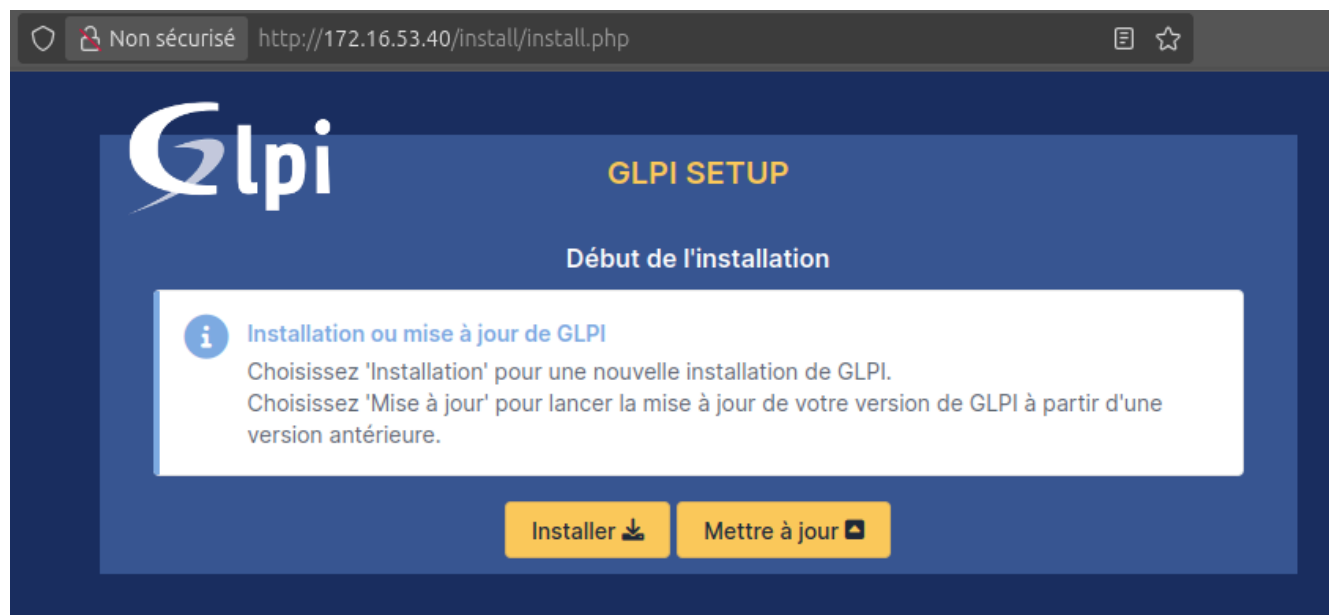 Non sécurisé http://172.16.53.40/install/install.php
Glpi
GLPI SETUP
Début de l'installation
Installation ou mise à jour de GLPI
Choisissez 'Installation' pour une nouvelle installation de GLPI.
Choisissez 'Mise à jour' pour lancer la mise à jour de votre version de GLPI à partir d'une
version antérieure.
Installer
Mettre à jour